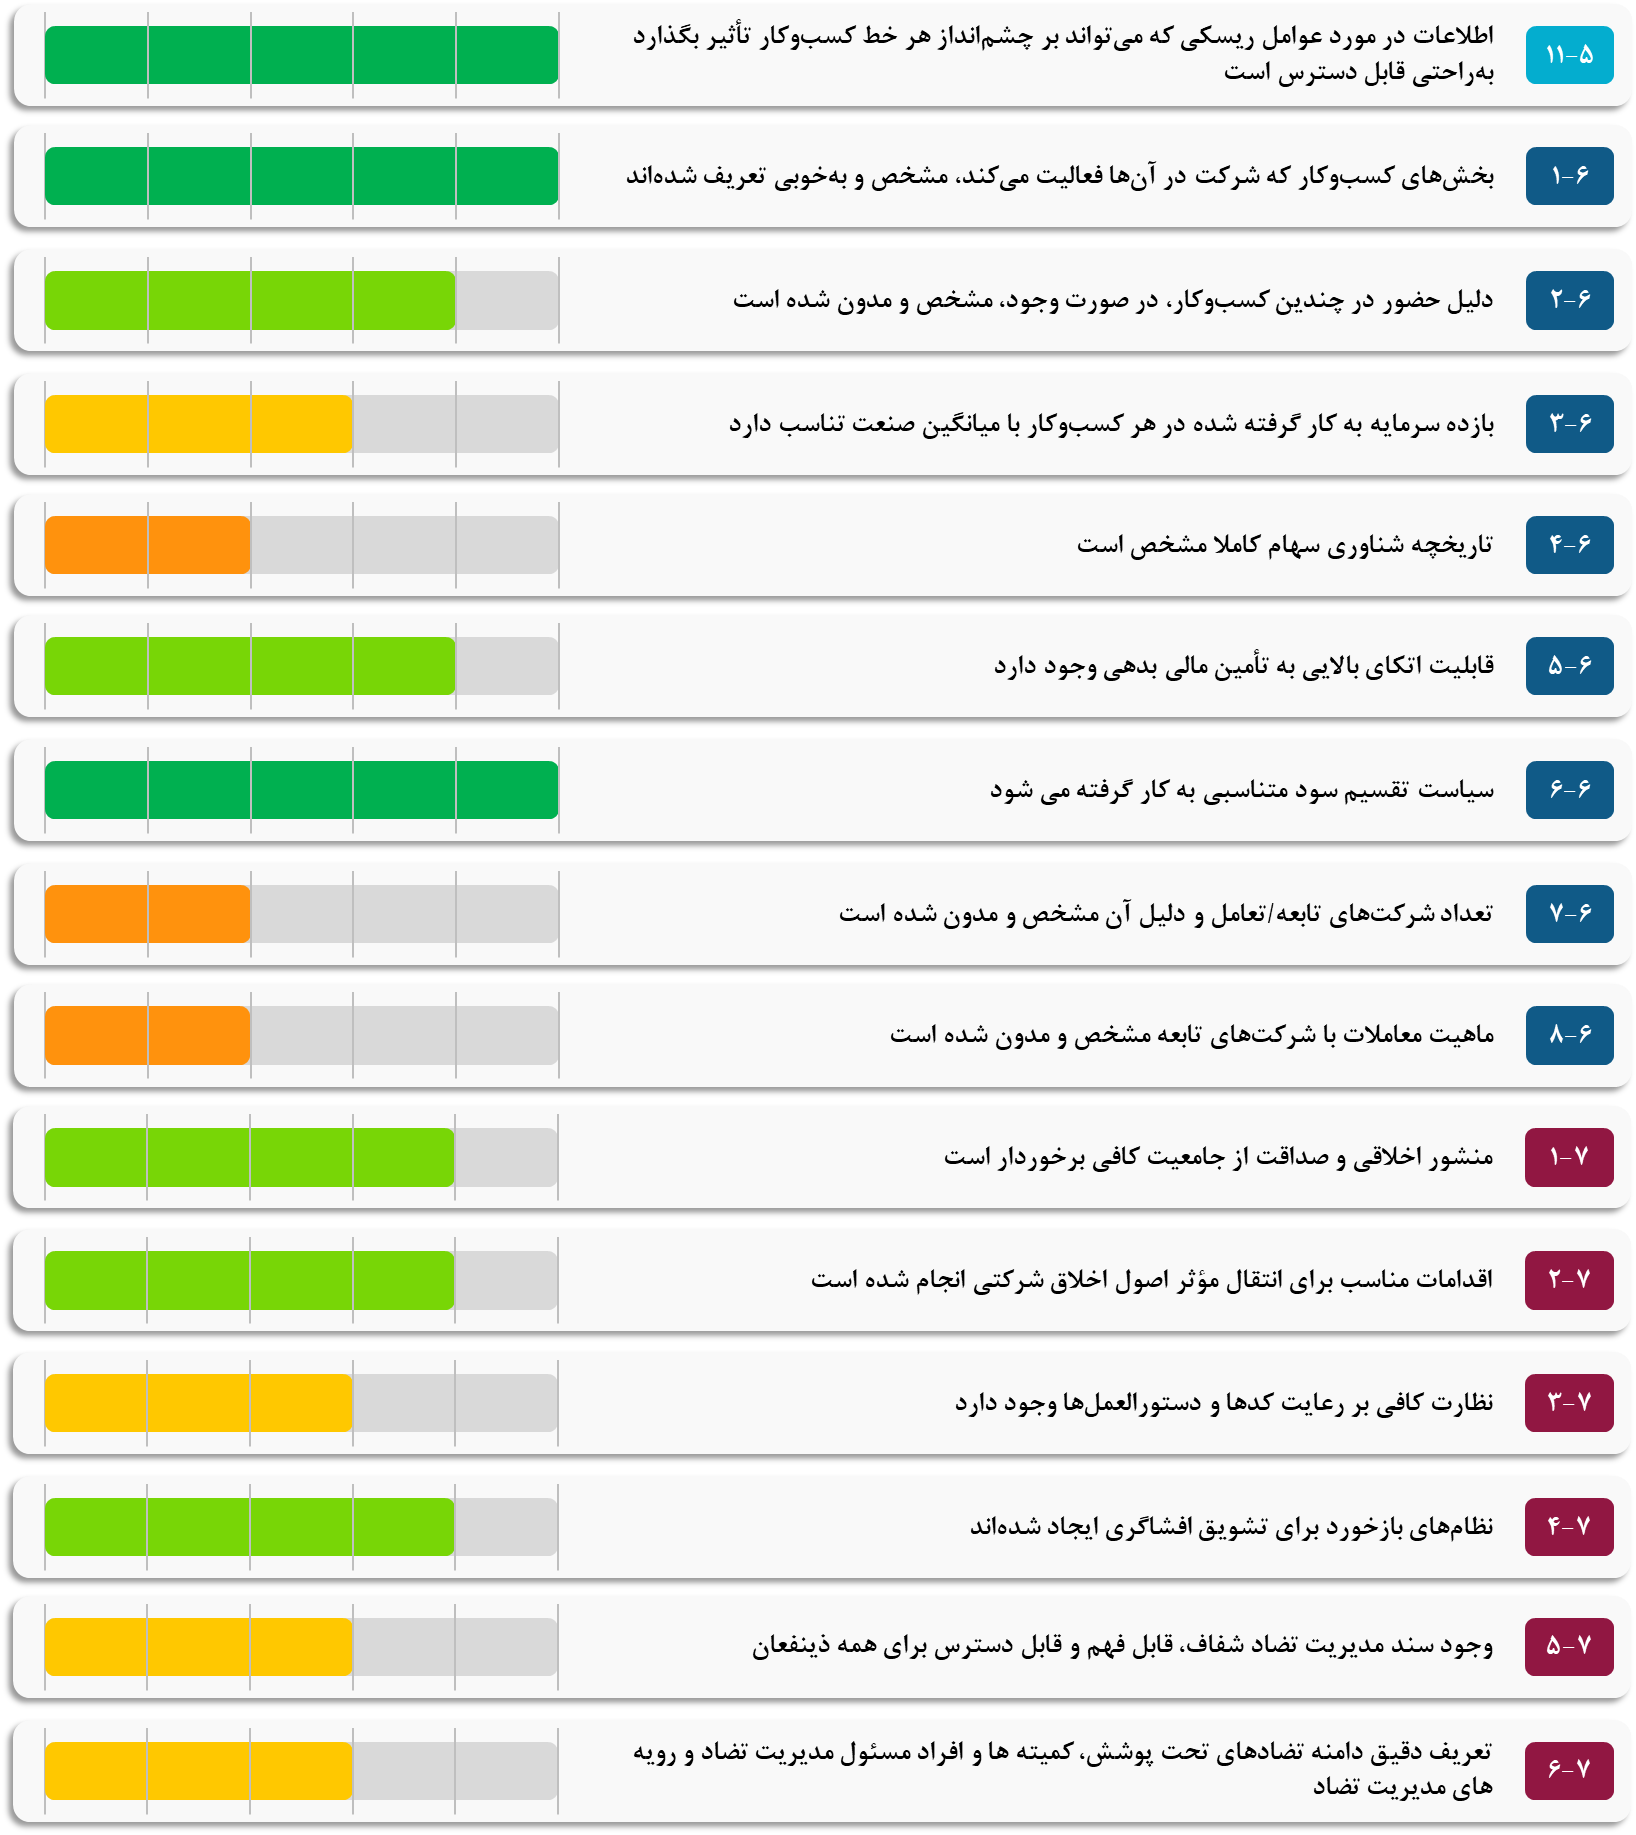 ۱۱-۵
اطلاعات در مورد عوامل ریسکی که می‌تواند بر چشم‌انداز هر خط کسب‌وکار تأثیر بگذارد
به‌راحتی قابل دسترس است
۱-۶
بخش‌های کسب‌وکار که شرکت در آن‌ها فعالیت می‌کند، مشخص و به‌خوبی تعریف شده‌اند
۲-۶
دلیل حضور در چندین کسب‌وکار، در صورت وجود، مشخص و مدون شده است
۳-۶
بازده سرمایه به کار گرفته شده در هر کسب‌وکار با میانگین صنعت تناسب دارد
۴-۶
تاریخچه شناوری سهام کاملا مشخص است
۵-۶
قابلیت اتکای بالایی به تأمین مالی بدهی وجود دارد
۶-۶
سیاست تقسیم سود متناسبی به کار گرفته می شود
۷-۶
تعداد شرکت‌های تابعه/تعامل و دلیل آن مشخص و مدون شده است
۸-۶
ماهیت معاملات با شرکت‌های تابعه مشخص و مدون شده است
۱-۷
منشور اخلاقی و صداقت از جامعیت کافی برخوردار است
۲-۷
اقدامات مناسب برای انتقال مؤثر اصول اخلاق شرکتی انجام شده است
۳-۷
نظارت کافی بر رعایت کدها و دستورالعمل‌ها وجود دارد
۴-۷
نظام‌های بازخورد برای تشویق افشاگری ایجاد شده‌اند
۵-۷
وجود سند مدیریت تضاد شفاف، قابل فهم و قابل دسترس برای همه ذینفعان
۶-۷
تعریف دقیق دامنه تضادهای تحت پوشش، کمیته ها و افراد مسئول مدیریت تضاد و رویه
های مدیریت تضاد